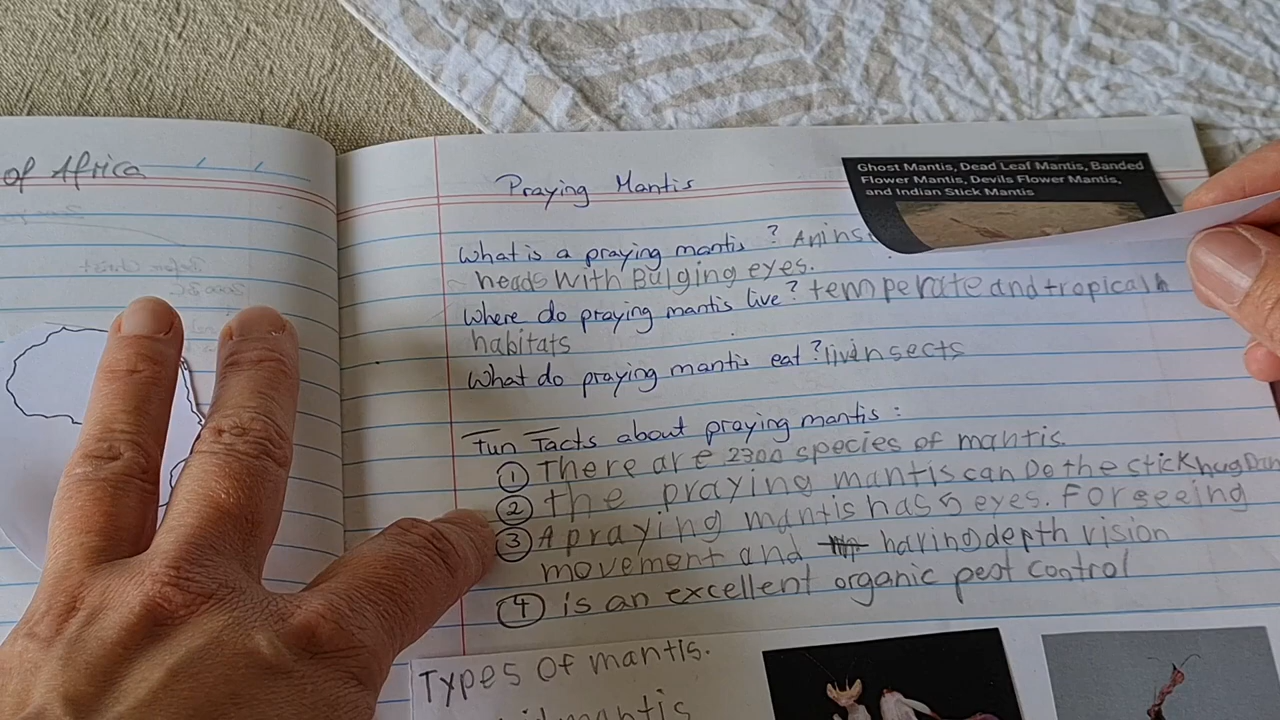 of Africa
Praying Mantis
Ghost Mantis, Dead Leaf Mantis, Banded
Flower Mantis, Devils Flower Mantis,
and Indian Stick Mantis
What is a praying mantis ? An ins
heads with Bulging eyes.
Where do praying mantis live? temperate and tropical
habitats
What do praying mantis eat ? livinsects
Fun Facts about praying mantis :
1 There are 2300 species of mantis.
2 the praying mantis can Do the stick hug Dan
3 A praying mantis has 5 eyes. For seeing
movement and having depth vision
4 is an excellent organic pest control
Types of mantis.
mantis